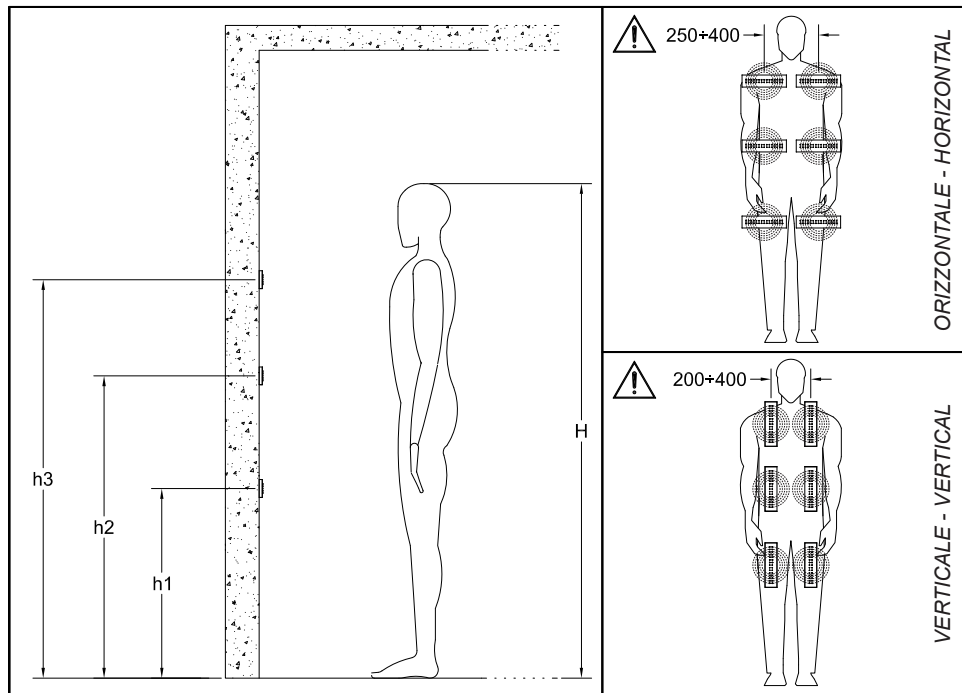 h3
h2
h1
H
250÷400
ORIZZONTALE - HORIZONTAL
200÷400
VERTICALE - VERTICAL